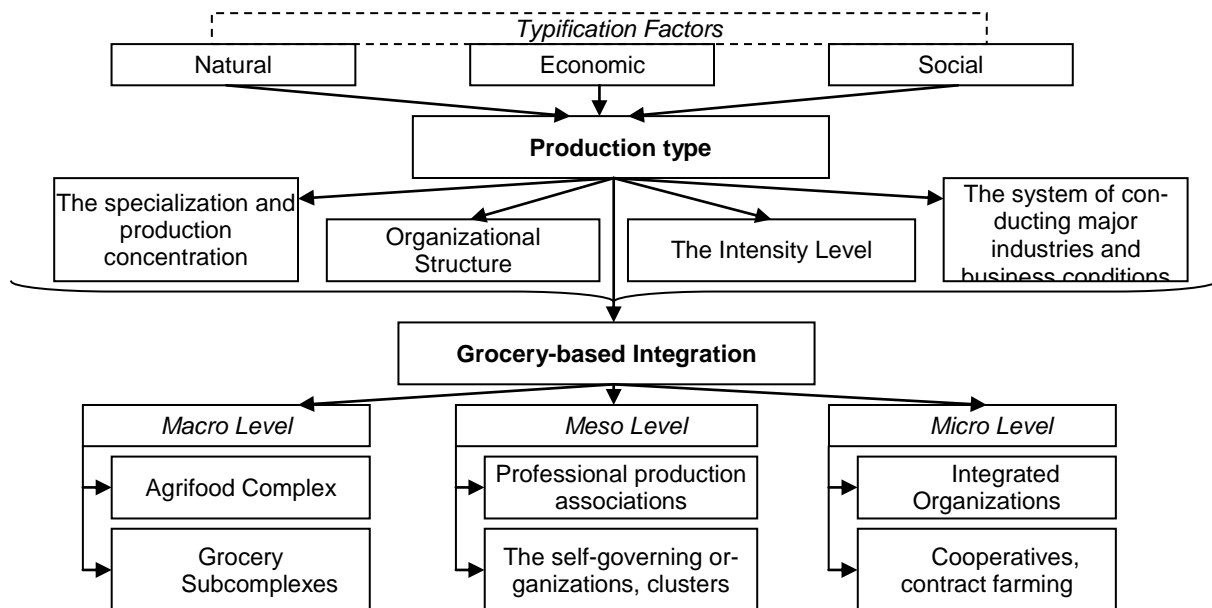 Typification Factors
Natural
Economic
Social
Production type
The specialization and
production
concentration
Organizational
Structure
The Intensity Level
The system of con-
ducting major
industries and
business conditions
Grocery-based Integration
Macro Level
Meso Level
Micro Level
Agrifood Complex
Professional production
associations
Integrated
Organizations
Grocery
Subcomplexes
The self-governing or-
ganizations, clusters
Cooperatives,
contract farming